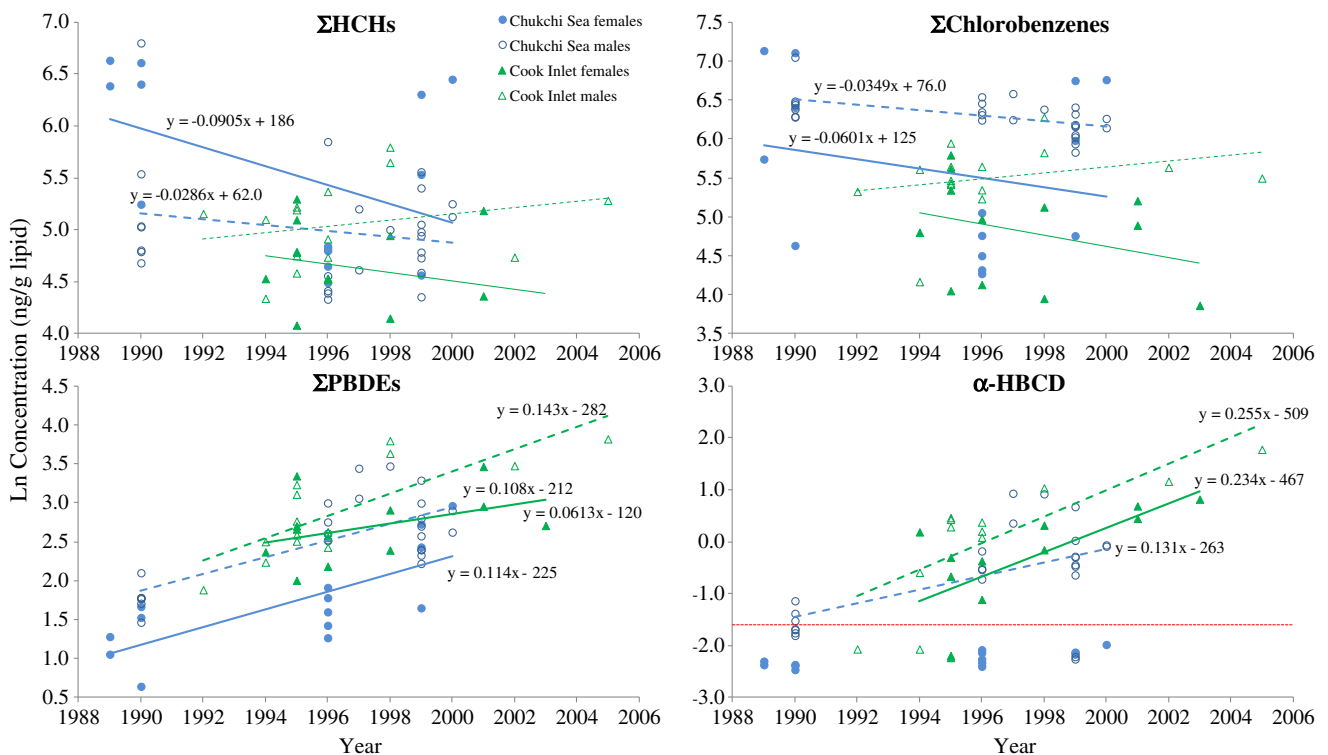 ΣHCHs
Chukchi Sea females
Chukchi Sea males
Cook Inlet females
Cook Inlet males
7.0
6.5
6.0
5.5
5.0
4.5
4.0
y = -0.0905x + 186
y = -0.0286x + 62.0
1988 1990 1992 1994 1996 1998 2000 2002 2004 2006
ΣChlorobenzenes
7.5
7.0
6.5
6.0
5.5
5.0
4.5
4.0
3.5
y = -0.0349x + 76.0
y = -0.0601x + 125
1988 1990 1992 1994 1996 1998 2000 2002 2004 2006
Ln Concentration (ng/g lipid)
ΣPBDEs
4.5
4.0
3.5
3.0
2.5
2.0
1.5
1.0
0.5
y = 0.143x - 282
y = 0.108x - 212
y = 0.0613x - 120
y = 0.114x - 225
1988 1990 1992 1994 1996 1998 2000 2002 2004 2006
Year
α-HBCD
3.0
2.0
1.0
0.0
-1.0
-2.0
-3.0
y = 0.255x - 509
y = 0.234x - 467
y = 0.131x - 263
1988 1990 1992 1994 1996 1998 2000 2002 2004 2006
Year